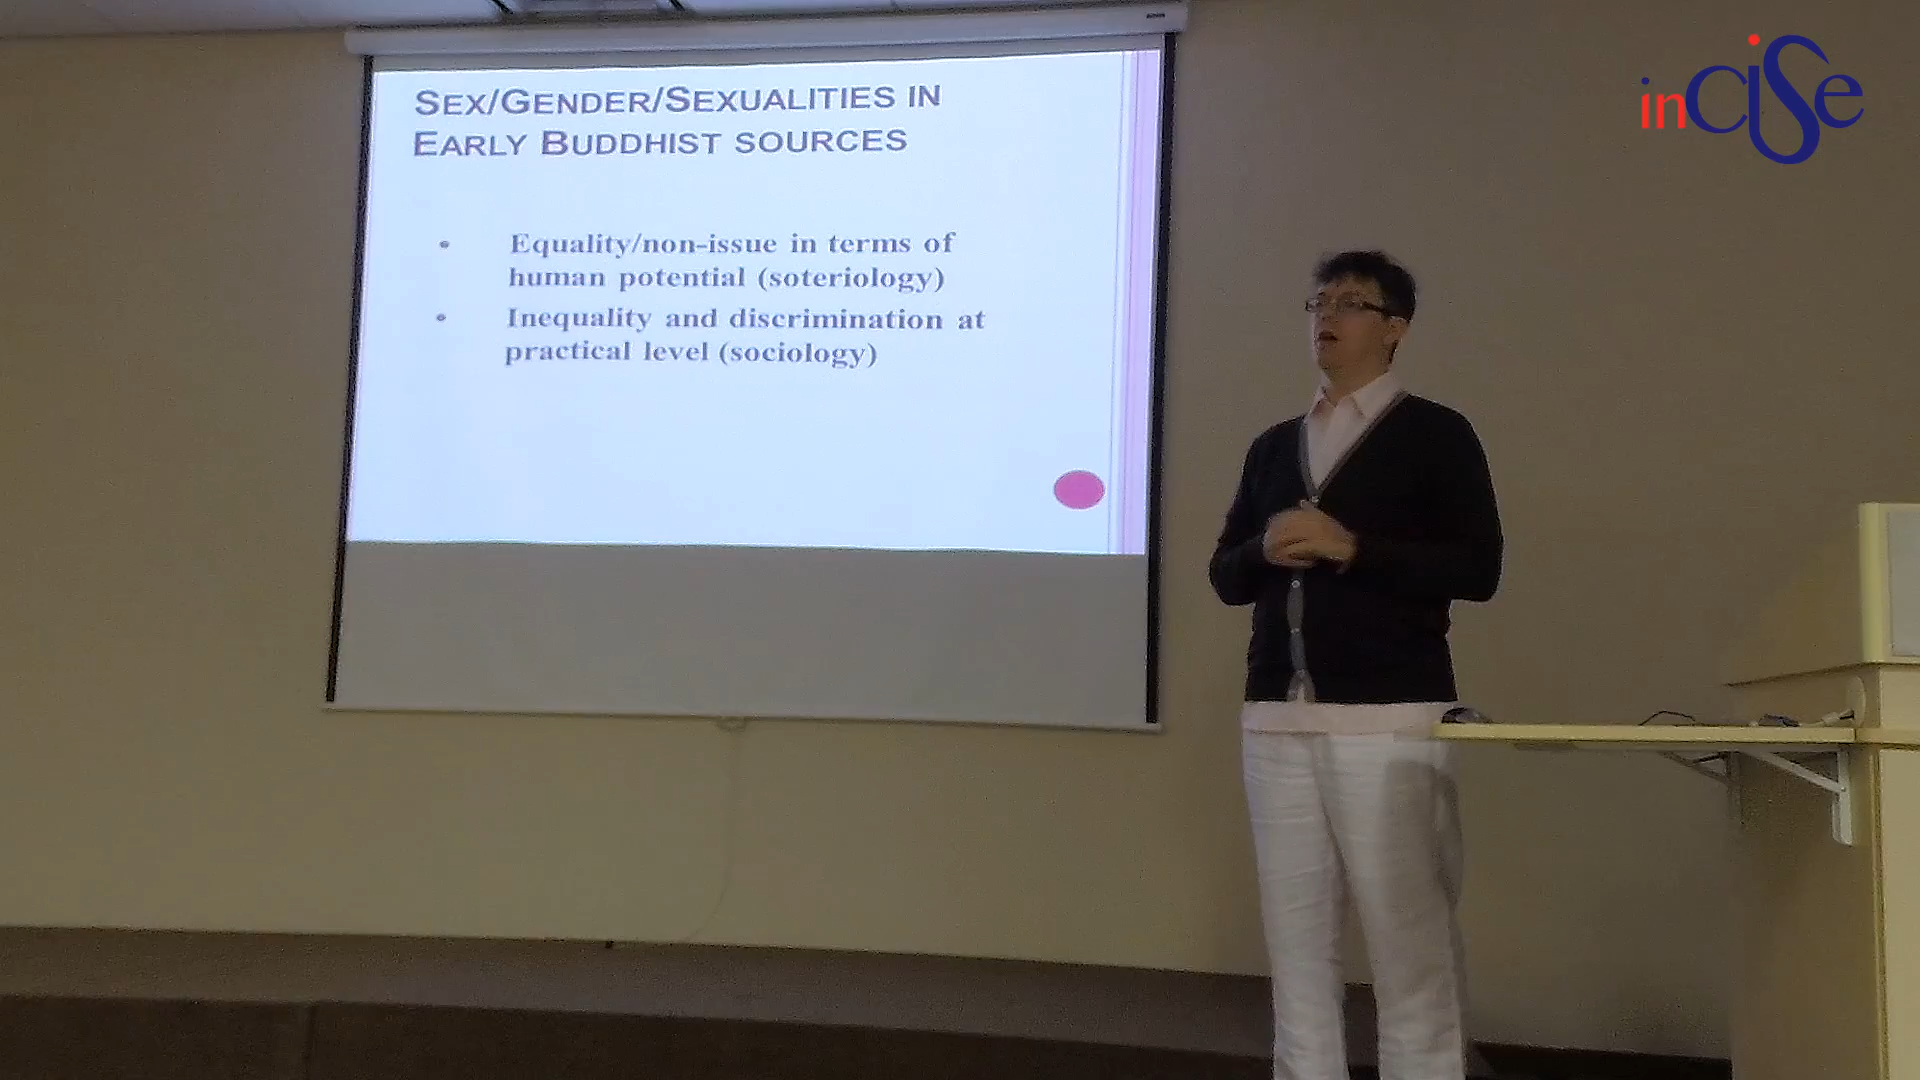 SEX/GENDER/SEXUALITIES IN
EARLY BUDDHIST SOURCES
• Equality/non-issue in terms of
human potential (soteriology)
• Inequality and discrimination at
practical level (sociology)
inCiSe